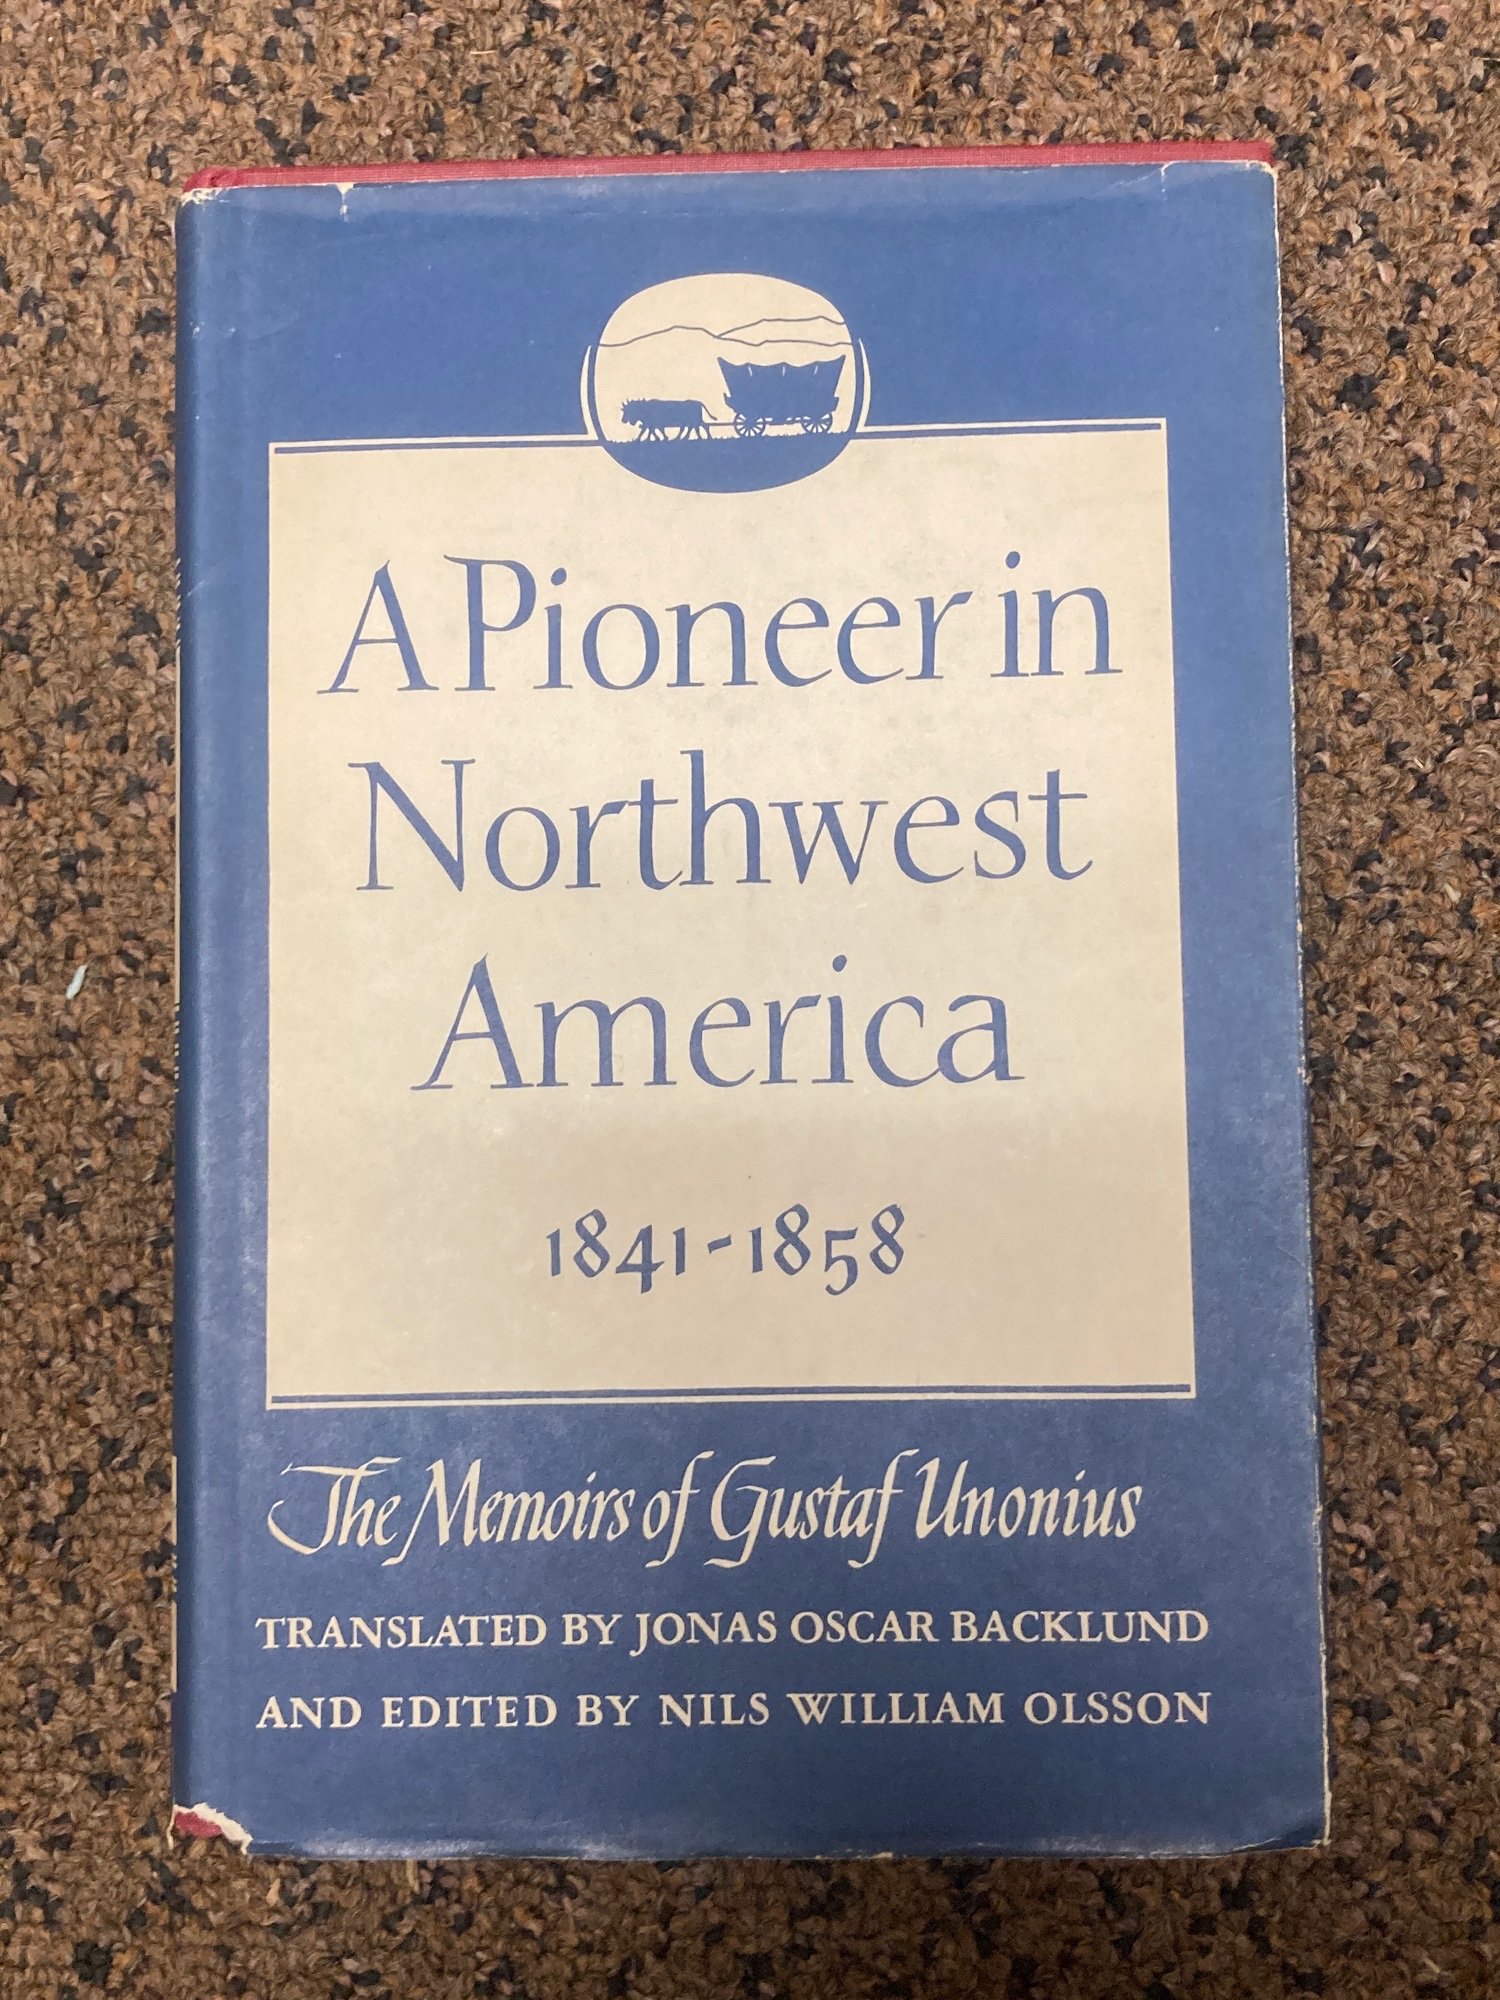 A Pioneer in
Northwest
America
1841-1858
The Memoirs of Gustaf Unonius
TRANSLATED BY JONAS OSCAR BACKLUND
AND EDITED BY NILS WILLIAM OLSSON